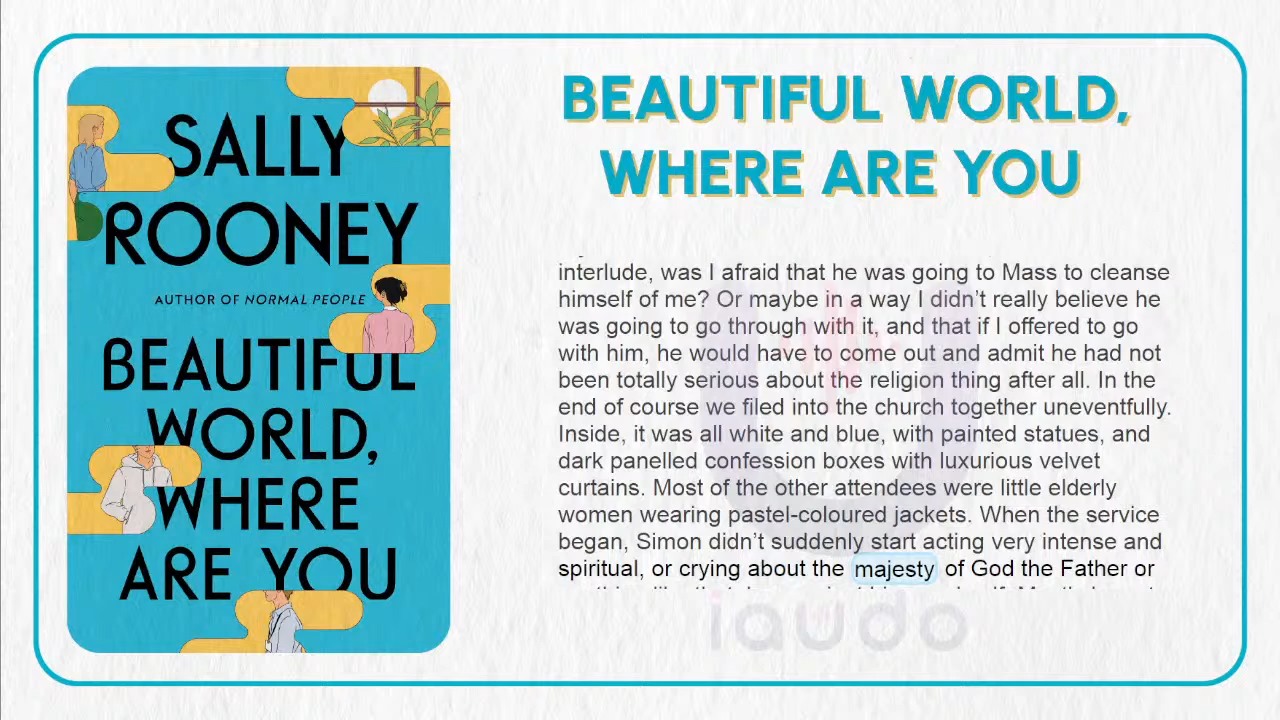 SALLY
ROONEY
AUTHOR OF NORMAL PEOPLE
BEAUTIFUL
WORLD,
WHERE
ARE YOU
BEAUTIFUL WORLD,
WHERE ARE YOU
interlude, was I afraid that he was going to Mass to cleanse
himself of me? Or maybe in a way I didn’t really believe he
was going to go through with it, and that if I offered to go
with him, he would have to come out and admit he had not
been totally serious about the religion thing after all. In the
end of course we filed into the church together uneventfully.
Inside, it was all white and blue, with painted statues, and
dark panelled confession boxes with luxurious velvet
curtains. Most of the other attendees were little elderly
women wearing pastel-coloured jackets. When the service
began, Simon didn’t suddenly start acting very intense and
spiritual, or crying about the majesty of God the Father or
iaudo